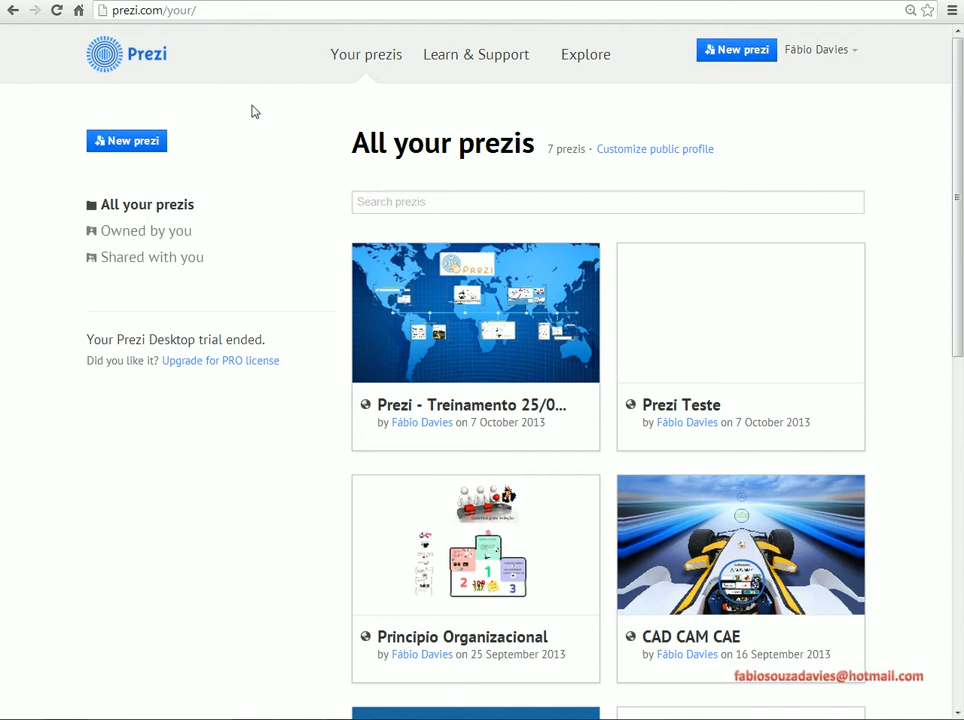 prezi.com/your/
Prezi
Your prezis
Learn & Support
Explore
New prezi
Fábio Davies
New prezi
All your prezis
7 prezis · Customize public profile
All your prezis
Owned by you
Shared with you
Search prezis
Your Prezi Desktop trial ended.
Did you like it? Upgrade for PRO license
PREZI
Prezi - Treinamento 25/0...
by Fábio Davies on 7 October 2013
Prezi Teste
by Fábio Davies on 7 October 2013
2
1
3
Principio Organizacional
by Fábio Davies on 25 September 2013
CAD CAM CAE
by Fábio Davies on 16 September 2013
fabiosouzadavies@hotmail.com